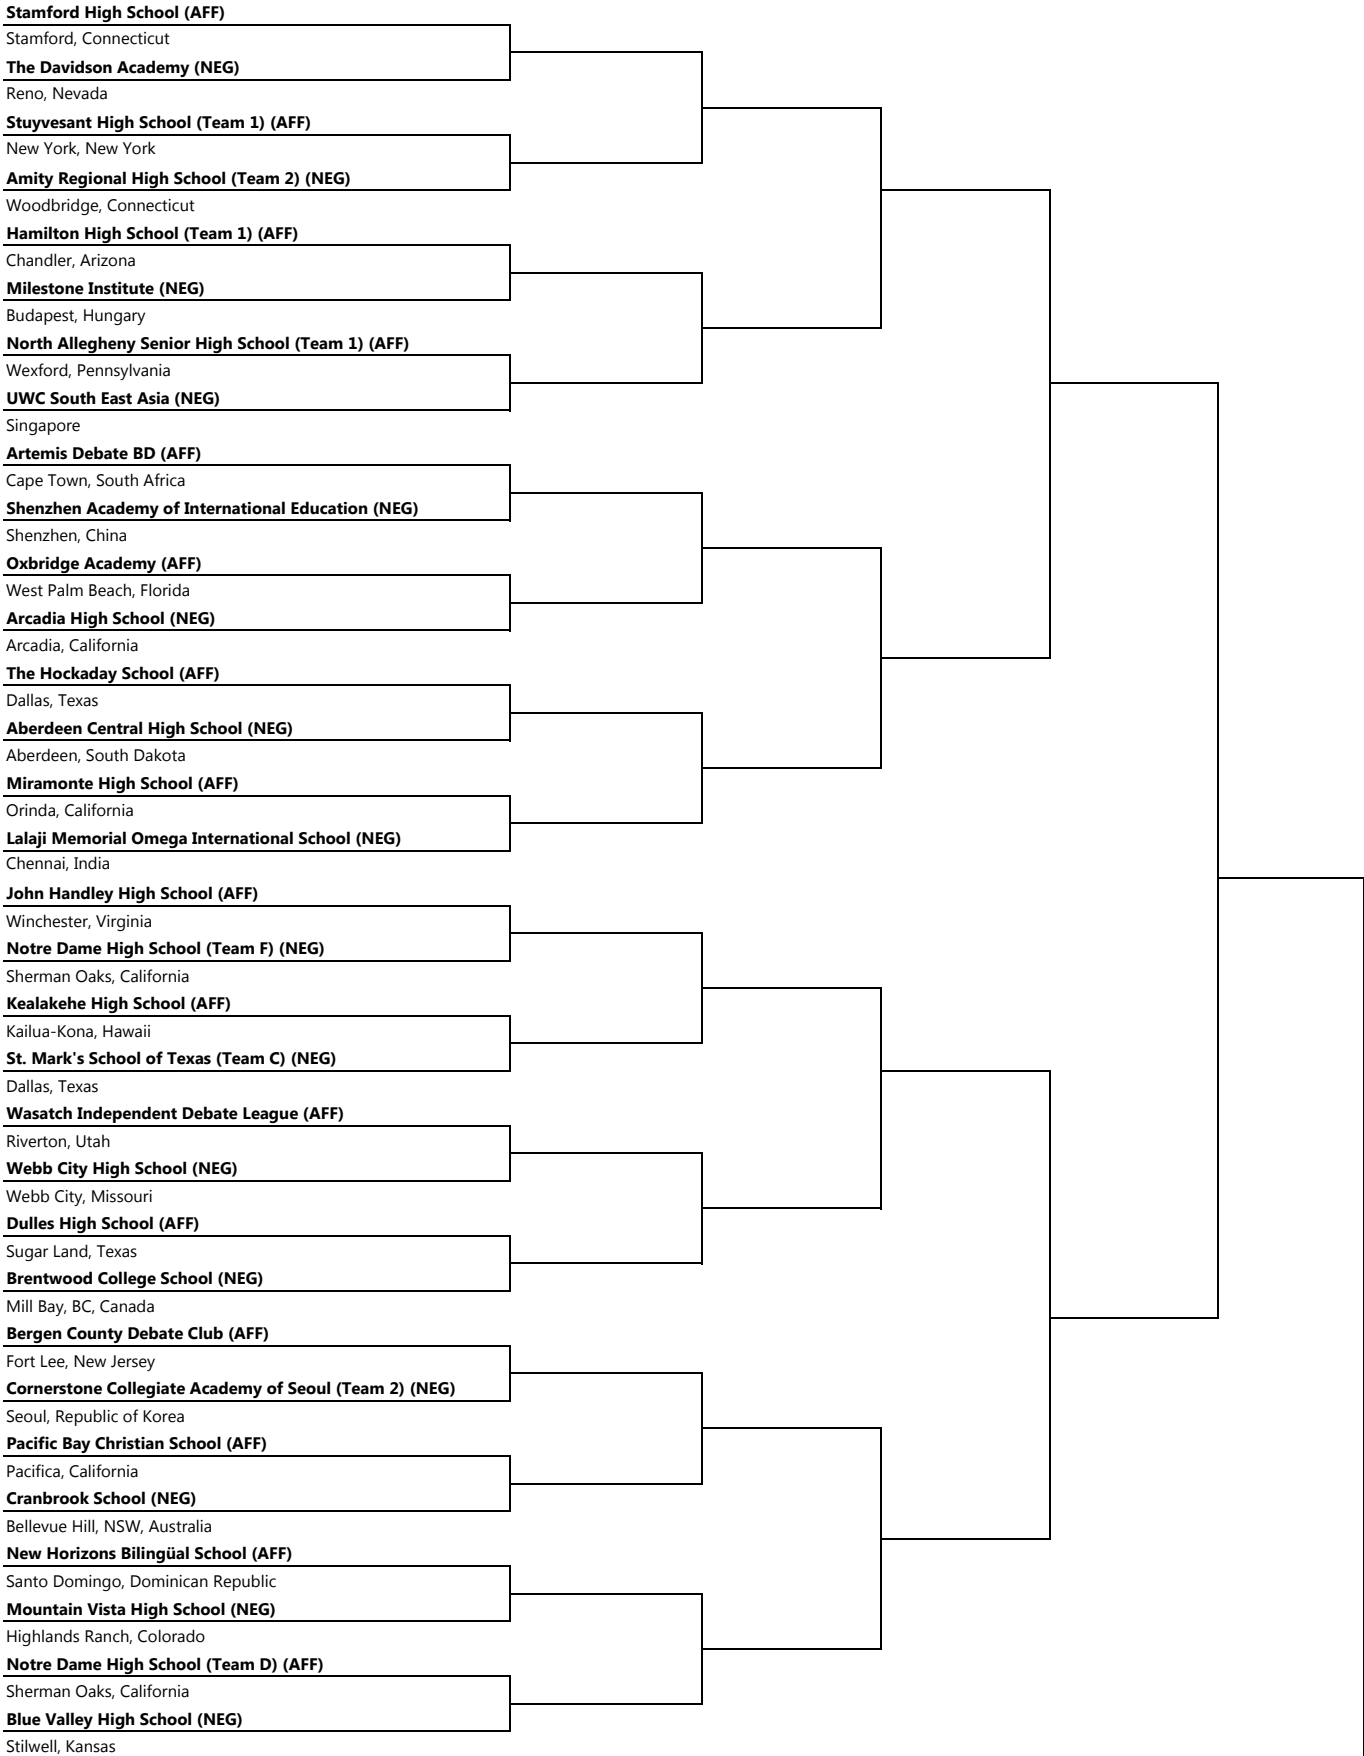 Stamford High School (AFF)
Stamford, Connecticut
The Davidson Academy (NEG)
Reno, Nevada
Stuyvesant High School (Team 1) (AFF)
New York, New York
Amity Regional High School (Team 2) (NEG)
Woodbridge, Connecticut
Hamilton High School (Team 1) (AFF)
Chandler, Arizona
Milestone Institute (NEG)
Budapest, Hungary
North Allegheny Senior High School (Team 1) (AFF)
Wexford, Pennsylvania
UWC South East Asia (NEG)
Singapore
Artemis Debate BD (AFF)
Cape Town, South Africa
Shenzhen Academy of International Education (NEG)
Shenzhen, China
Oxbridge Academy (AFF)
West Palm Beach, Florida
Arcadia High School (NEG)
Arcadia, California
The Hockaday School (AFF)
Dallas, Texas
Aberdeen Central High School (NEG)
Aberdeen, South Dakota
Miramonte High School (AFF)
Orinda, California
Lalaji Memorial Omega International School (NEG)
Chennai, India
John Handley High School (AFF)
Winchester, Virginia
Notre Dame High School (Team F) (NEG)
Sherman Oaks, California
Kealakehe High School (AFF)
Kailua-Kona, Hawaii
St. Mark's School of Texas (Team C) (NEG)
Dallas, Texas
Wasatch Independent Debate League (AFF)
Riverton, Utah
Webb City High School (NEG)
Webb City, Missouri
Dulles High School (AFF)
Sugar Land, Texas
Brentwood College School (NEG)
Mill Bay, BC, Canada
Bergen County Debate Club (AFF)
Fort Lee, New Jersey
Cornerstone Collegiate Academy of Seoul (Team 2) (NEG)
Seoul, Republic of Korea
Pacific Bay Christian School (AFF)
Pacifica, California
Cranbrook School (NEG)
Bellevue Hill, NSW, Australia
New Horizons Bilingüal School (AFF)
Santo Domingo, Dominican Republic
Mountain Vista High School (NEG)
Highlands Ranch, Colorado
Notre Dame High School (Team D) (AFF)
Sherman Oaks, California
Blue Valley High School (NEG)
Stilwell, Kansas